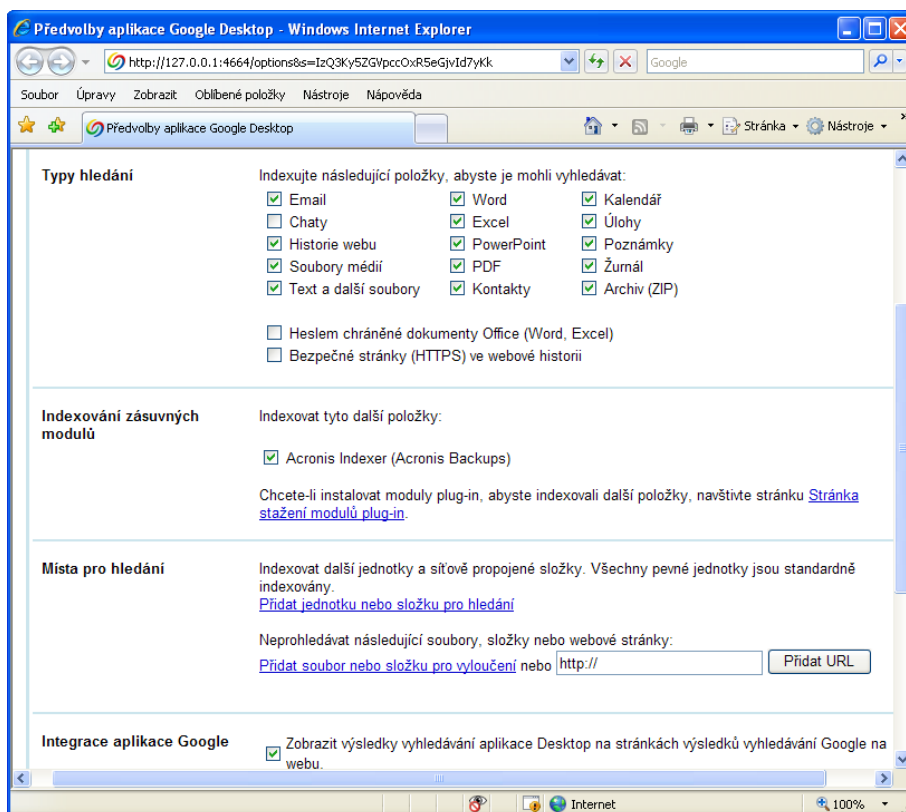 Předvolby aplikace Google Desktop - Windows Internet Explorer
http://127.0.0.1:4664/options&s=IzQ3Ky5ZGVpccOxR5eGjvId7yKk
Google
Soubor Úpravy Zobrazit Oblíbené položky Nástroje Nápověda
Předvolby aplikace Google Desktop
Stránka
Nástroje
»
Typy hledání
Indexujte následující položky, abyste je mohli vyhledávat:
Email Word Kalendář
Chaty Excel Úlohy
Historie webu PowerPoint Poznámky
Soubory médií PDF Žurnál
Text a další soubory Kontakty Archiv (ZIP)
Heslem chráněné dokumenty Office (Word, Excel)
Bezpečné stránky (HTTPS) ve webové historii
Indexování zásuvných
modulů
Indexovat tyto další položky:
Acronis Indexer (Acronis Backups)
Chcete-li instalovat moduly plug-in, abyste indexovali další položky, navštivte stránku Stránka
stažení modulů plug-in.
Místa pro hledání
Indexovat další jednotky a síťově propojené složky. Všechny pevné jednotky jsou standardně
indexovány.
Přidat jednotku nebo složku pro hledání
Neprohledávat následující soubory, složky nebo webové stránky:
Přidat soubor nebo složku pro vyloučení nebo http:// Přidat URL
Integrace aplikace Google
Zobrazit výsledky vyhledávání aplikace Desktop na stránkách výsledků vyhledávání Google na
webu.
Internet
100%